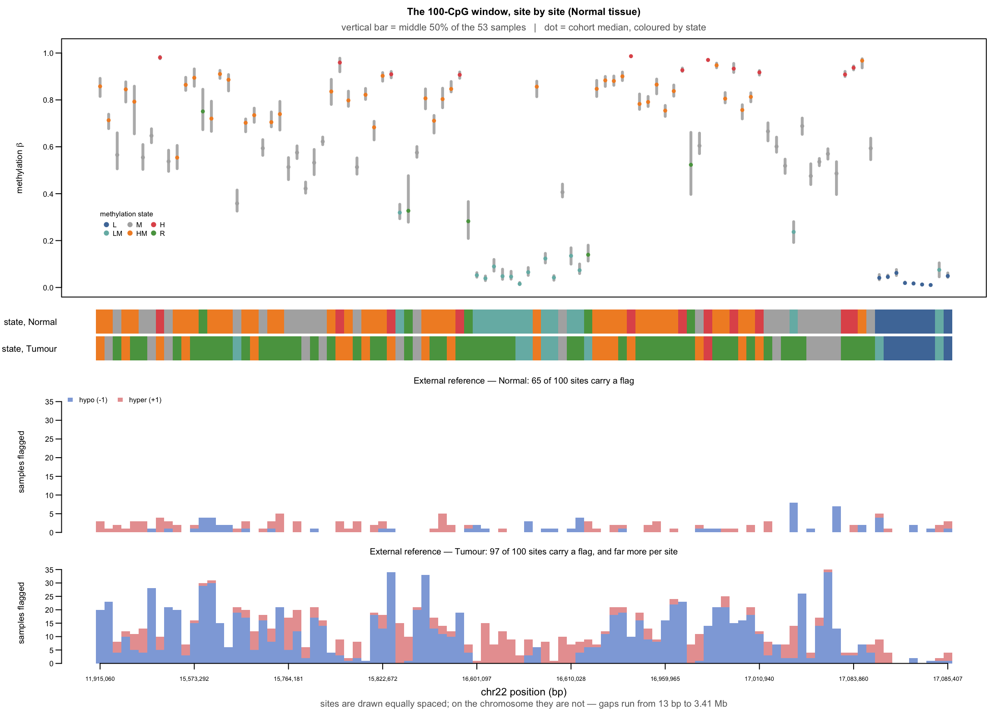 The 100-CpG window, site by site (Normal tissue)
vertical bar = middle 50% of the 53 samples | dot = cohort median, coloured by state
methylation β
1.0
0.8
0.6
0.4
0.2
0.0
methylation state
L M H
LM HM R
state, Normal
state, Tumour
External reference — Normal: 65 of 100 sites carry a flag
hypo (-1) hyper (+1)
samples flagged
35
30
25
20
15
10
5
0
External reference — Tumour: 97 of 100 sites carry a flag, and far more per site
samples flagged
35
30
25
20
15
10
5
0
11,915,060 15,573,292 15,764,181 15,822,672 16,601,097 16,610,028 16,959,965 17,010,940 17,083,860 17,085,407
chr22 position (bp)
sites are drawn equally spaced; on the chromosome they are not — gaps run from 13 bp to 3.41 Mb